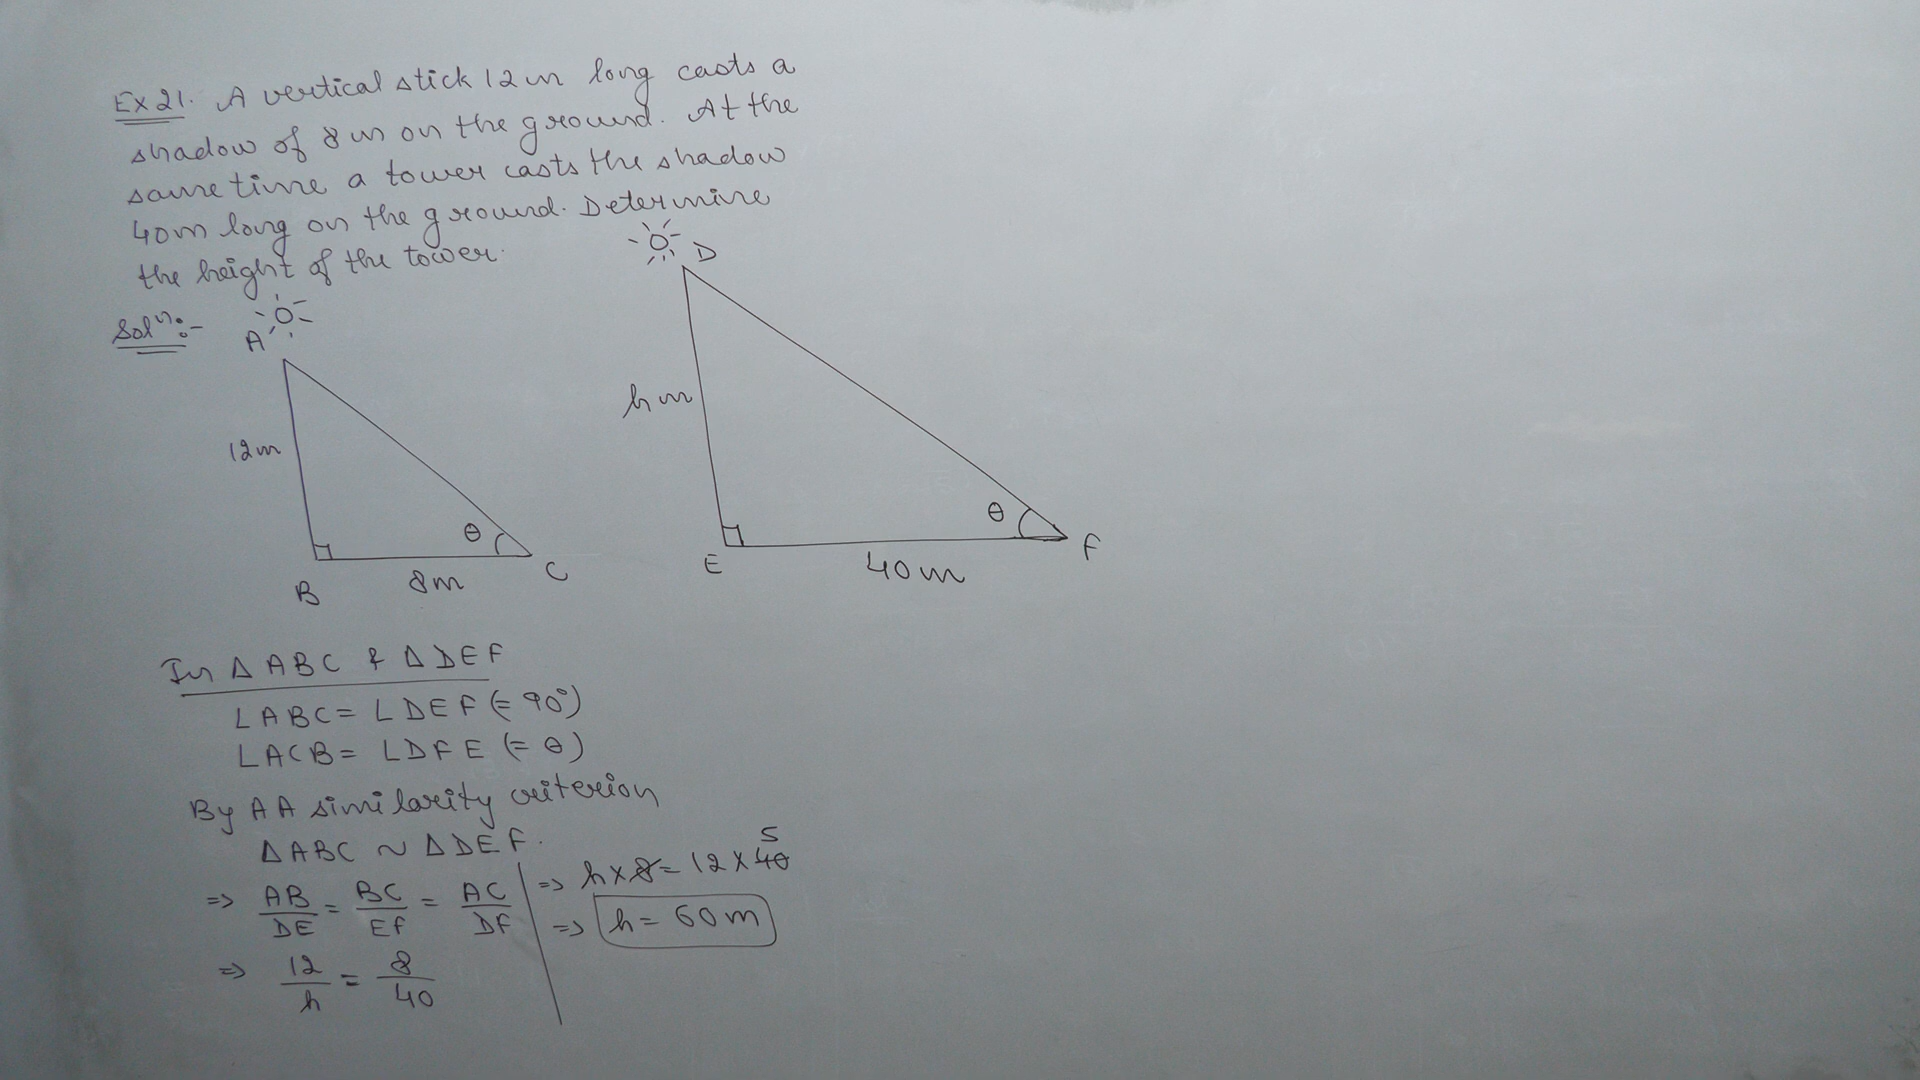 Ex 21. A vertical stick 12 m long casts a
shadow of 8 m on the ground. At the
same time a tower casts the shadow
40m long on the ground. Determine
the height of the tower.
Solⁿ:-
A
12m
B
8m
C
θ
D
h m
E
40 m
F
θ
In Δ ABC & Δ DEF
∠ABC = ∠DEF (= 90°)
∠ACB = ∠DFE (= θ)
By AA similarity criterion
ΔABC ~ ΔDEF.
=> AB/DE = BC/EF = AC/DF
=> 12/h = 8/40
=> h × 8 = 12 × 40 5
=> h = 60 m